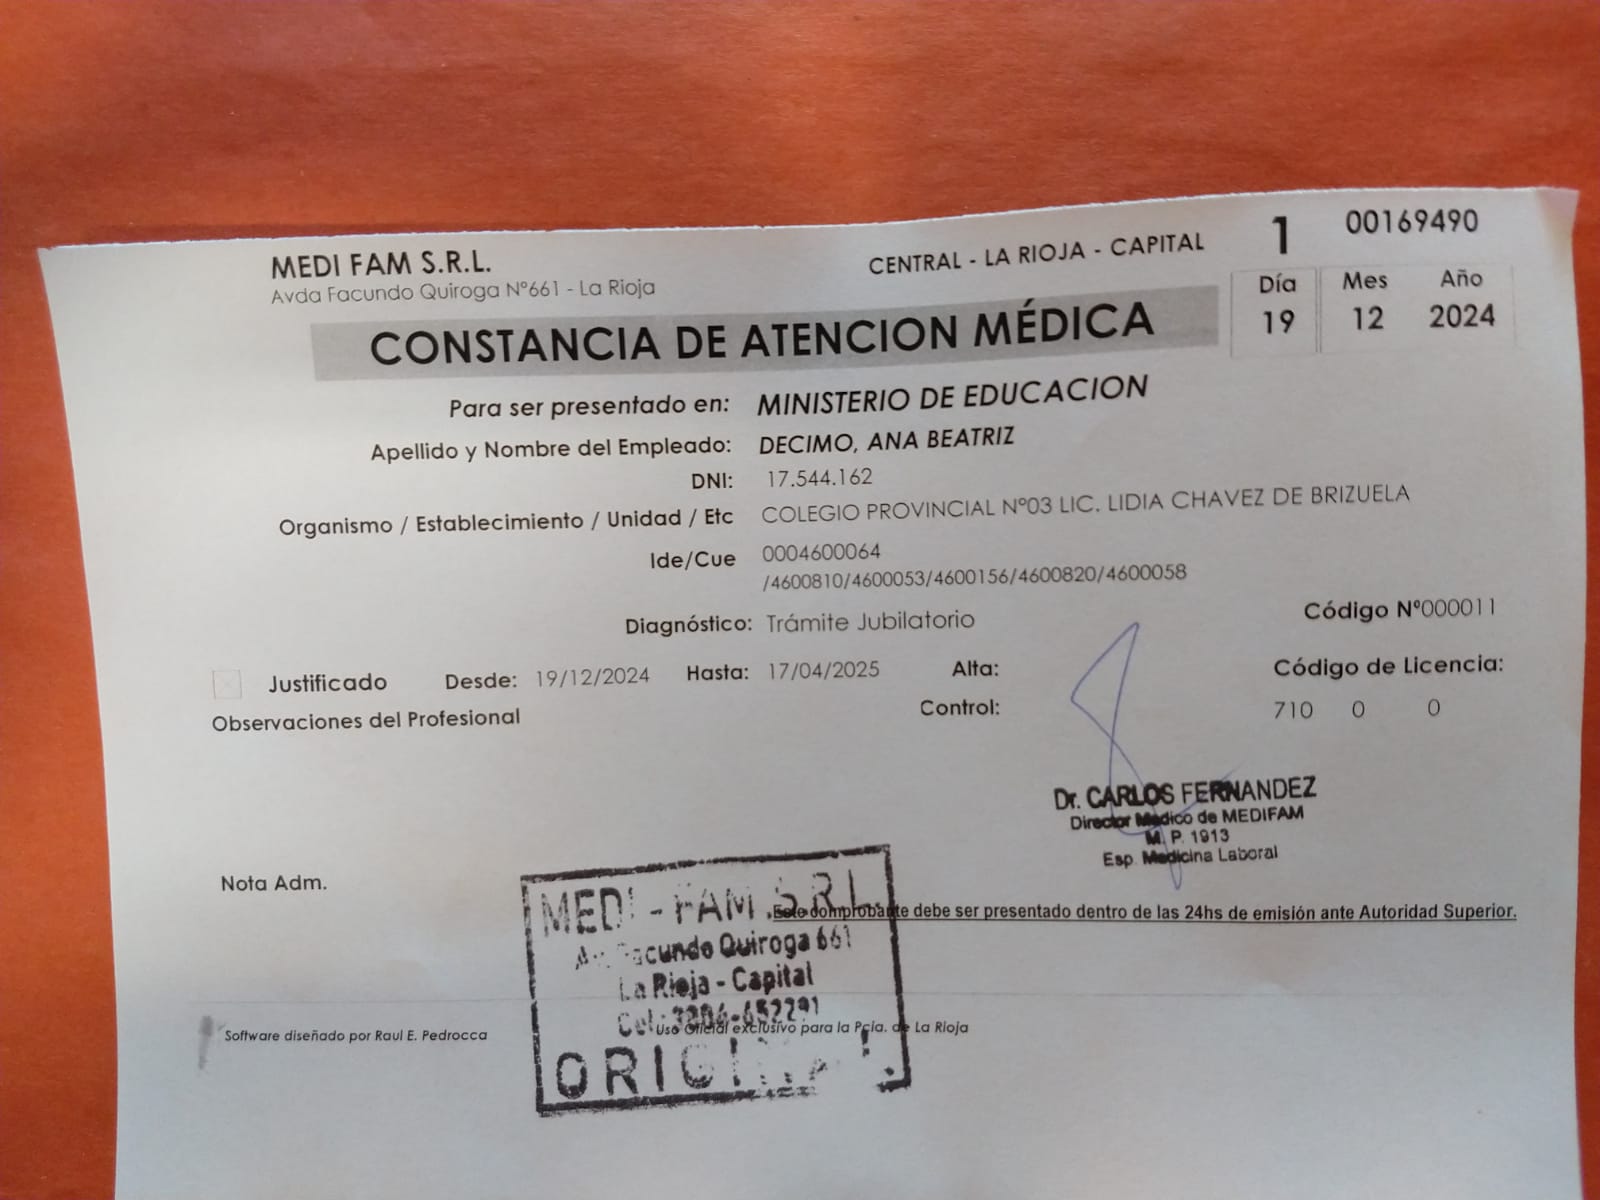 MEDI FAM S.R.L.
Avda Facundo Quiroga Nº661 - La Rioja
CENTRAL - LA RIOJA - CAPITAL
1
00169490
Día Mes Año
19 12 2024
CONSTANCIA DE ATENCION MÉDICA
Para ser presentado en: MINISTERIO DE EDUCACION
Apellido y Nombre del Empleado: DECIMO, ANA BEATRIZ
DNI: 17.544.162
Organismo / Establecimiento / Unidad / Etc COLEGIO PROVINCIAL Nº03 LIC. LIDIA CHAVEZ DE BRIZUELA
Ide/Cue 0004600064
/4600810/4600053/4600156/4600820/4600058
Diagnóstico: Trámite Jubilatorio
Código Nº000011
Justificado Desde: 19/12/2024 Hasta: 17/04/2025 Alta:
Código de Licencia:
Observaciones del Profesional
Control:
710 0 0
Dr. CARLOS FERNANDEZ
Director Médico de MEDIFAM
M. P. 1913
Esp. Medicina Laboral
Nota Adm.
Este comprobante debe ser presentado dentro de las 24hs de emisión ante Autoridad Superior.
MEDI - FAM S.R.L.
Av. Facundo Quiroga 661
La Rioja - Capital
Cel.:
ORIGINAL
Software diseñado por Raul E. Pedrocca
Uso Oficial exclusivo para la Pcia. de La Rioja